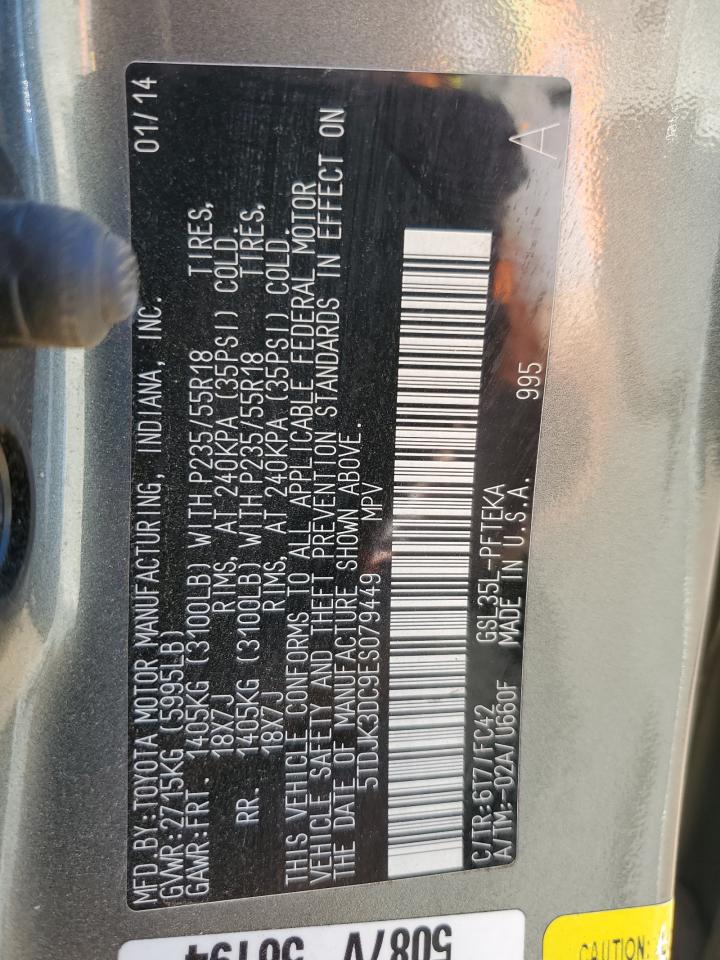 MFD.BY:TOYOTA MOTOR MANUFACTURING, INDIANA, INC. 01/14
GVWR:2715KG (5995LB)
GAWR:FRT. 1405KG (3100LB) WITH P235/55R18 TIRES,
18X7J RIMS, AT 240KPA (35PSI) COLD.
RR. 1405KG (3100LB) WITH P235/55R18 TIRES,
18X7J RIMS, AT 240KPA (35PSI) COLD.
THIS VEHICLE CONFORMS TO ALL APPLICABLE FEDERAL MOTOR
VEHICLE SAFETY AND THEFT PREVENTION STANDARDS IN EFFECT ON
THE DATE OF MANUFACTURE SHOWN ABOVE.
5TDJK3DC9ES079449 MPV
C/TR:6T7/FC42 GSL35L-PFTEKA
A/TM:-02A/U660F MADE IN U.S.A. 995 A
5087V
CAUTION: